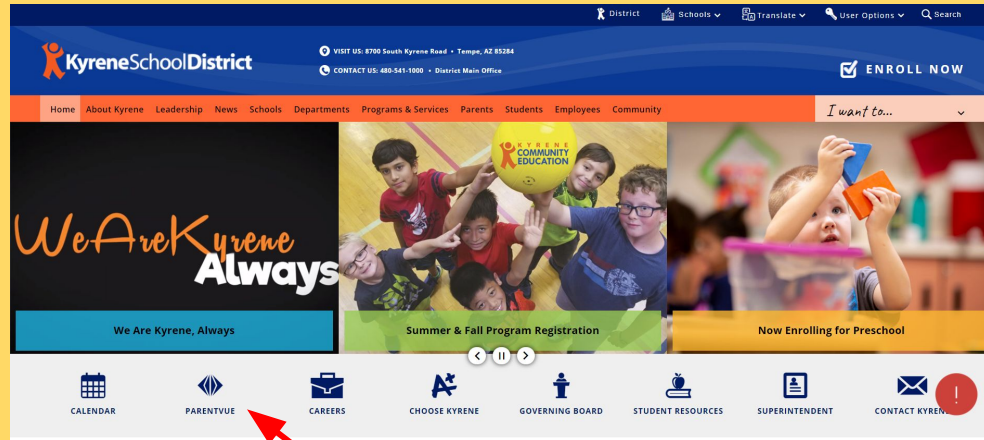 District Schools Translate User Options Search
KyreneSchoolDistrict
VISIT US: 8700 South Kyrene Road • Tempe, AZ 85284
CONTACT US: 480-541-1000 • District Main Office
ENROLL NOW
Home About Kyrene Leadership News Schools Departments Programs & Services Parents Students Employees Community
I want to...
WeAreKyrene
Always
KYRENE
COMMUNITY
EDUCATION
We Are Kyrene, Always
Summer & Fall Program Registration
Now Enrolling for Preschool
CALENDAR PARENTVUE CAREERS CHOOSE KYRENE GOVERNING BOARD STUDENT RESOURCES SUPERINTENDENT CONTACT KYRENE